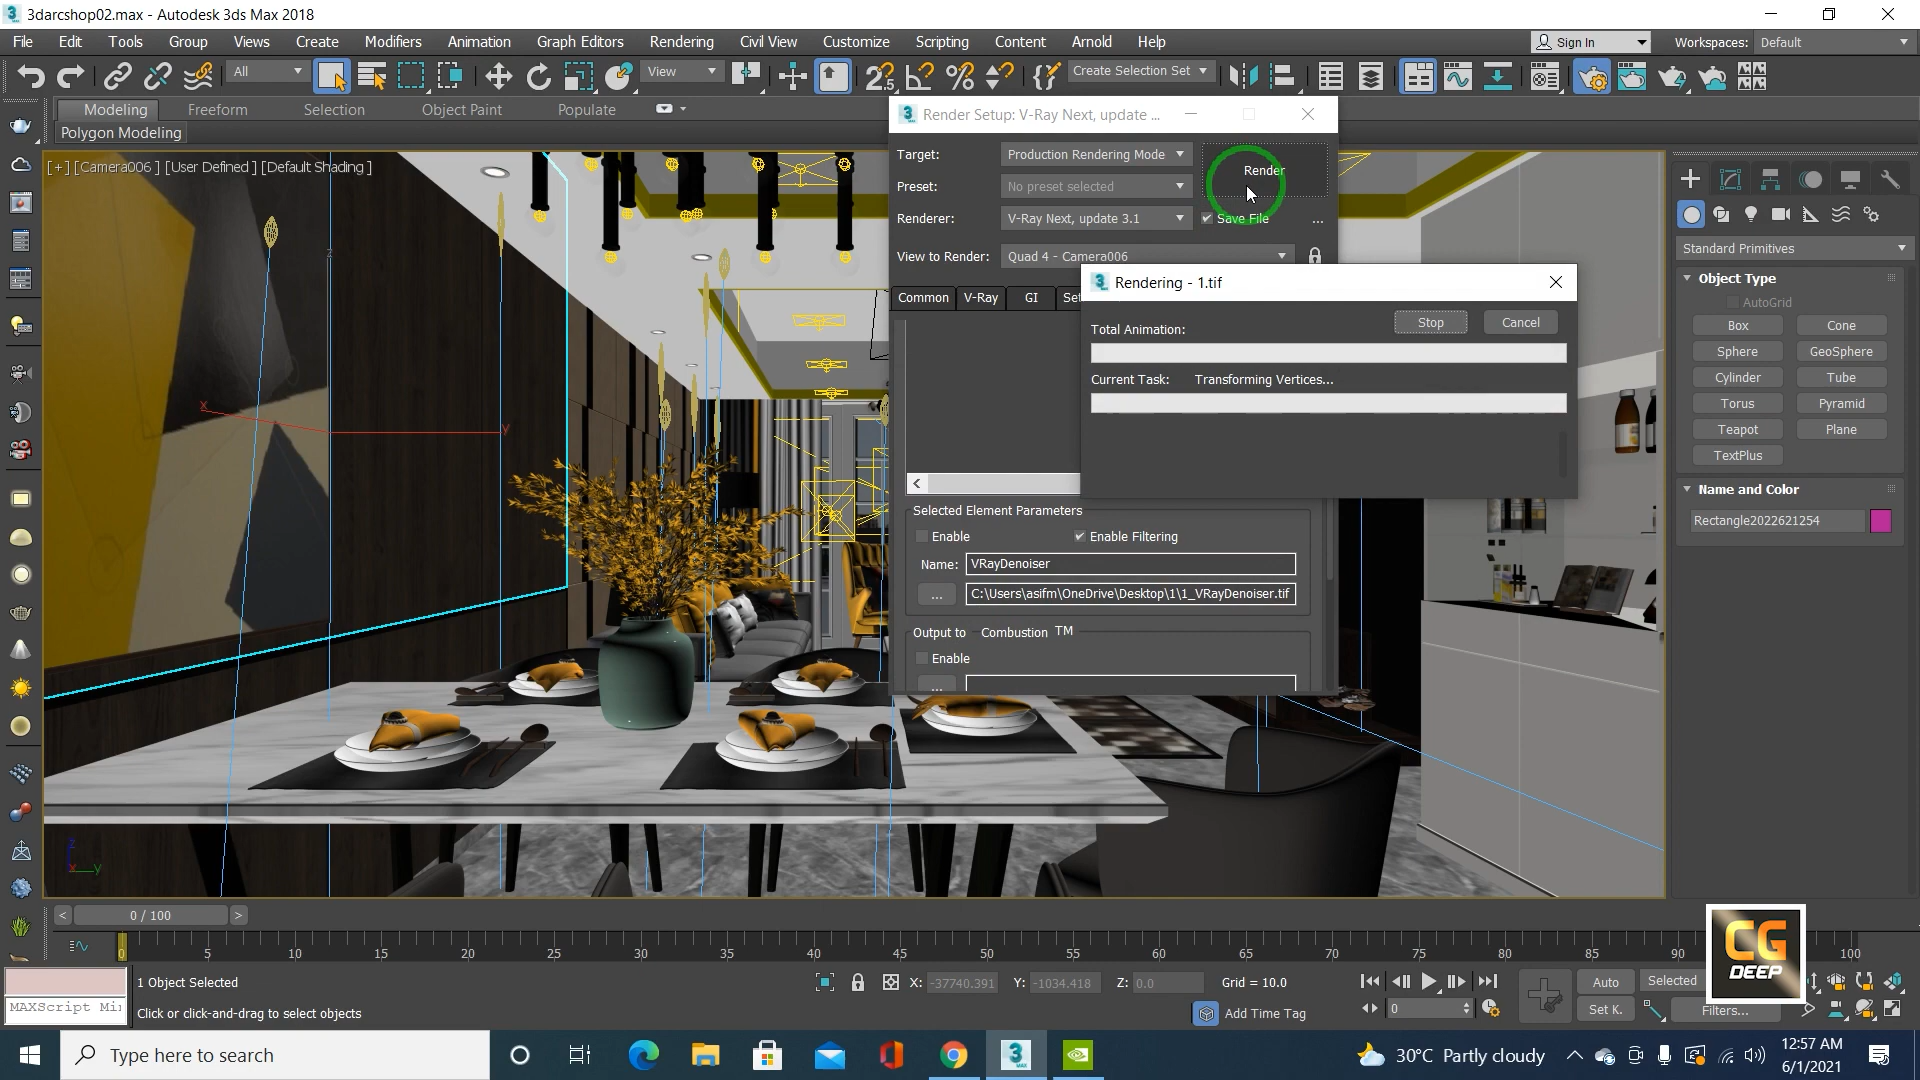 3darcshop02.max - Autodesk 3ds Max 2018
File Edit Tools Group Views Create Modifiers Animation Graph Editors Rendering Civil View Customize Scripting Content Arnold Help
Sign In
Workspaces: Default
All
View
Create Selection Set
Modeling Freeform Selection Object Paint Populate
Polygon Modeling
[+] [Camera006 ] [User Defined ] [Default Shading ]
Render Setup: V-Ray Next, update ...
Target: Production Rendering Mode
Render
Preset: No preset selected
Renderer: V-Ray Next, update 3.1
Save File ...
View to Render: Quad 4 - Camera006
Common V-Ray GI Set
Rendering - 1.tif
Total Animation:
Stop Cancel
Current Task: Transforming Vertices...
Selected Element Parameters
Enable
Enable Filtering
Name: VRayDenoiser
... C:\Users\asifm\OneDrive\Desktop\1\1_VRayDenoiser.tif
Output to Combustion TM
Enable
...
Standard Primitives
Object Type
AutoGrid
Box Cone
Sphere GeoSphere
Cylinder Tube
Torus Pyramid
Teapot Plane
TextPlus
Name and Color
Rectangle2022621254
z
x
y
z
x
y
< 0 / 100 >
0 5 10 15 20 25 30 35 40 45 50 55 60 65 70 75 80 85 90 100
CG
DEEP
1 Object Selected
X: -37740.391 Y: -1034.418 Z: 0.0 Grid = 10.0
Auto Selected
MAXScript Mi
Click or click-and-drag to select objects
Add Time Tag
0
Set K. Filters...
Type here to search
30°C Partly cloudy
12:57 AM
6/1/2021